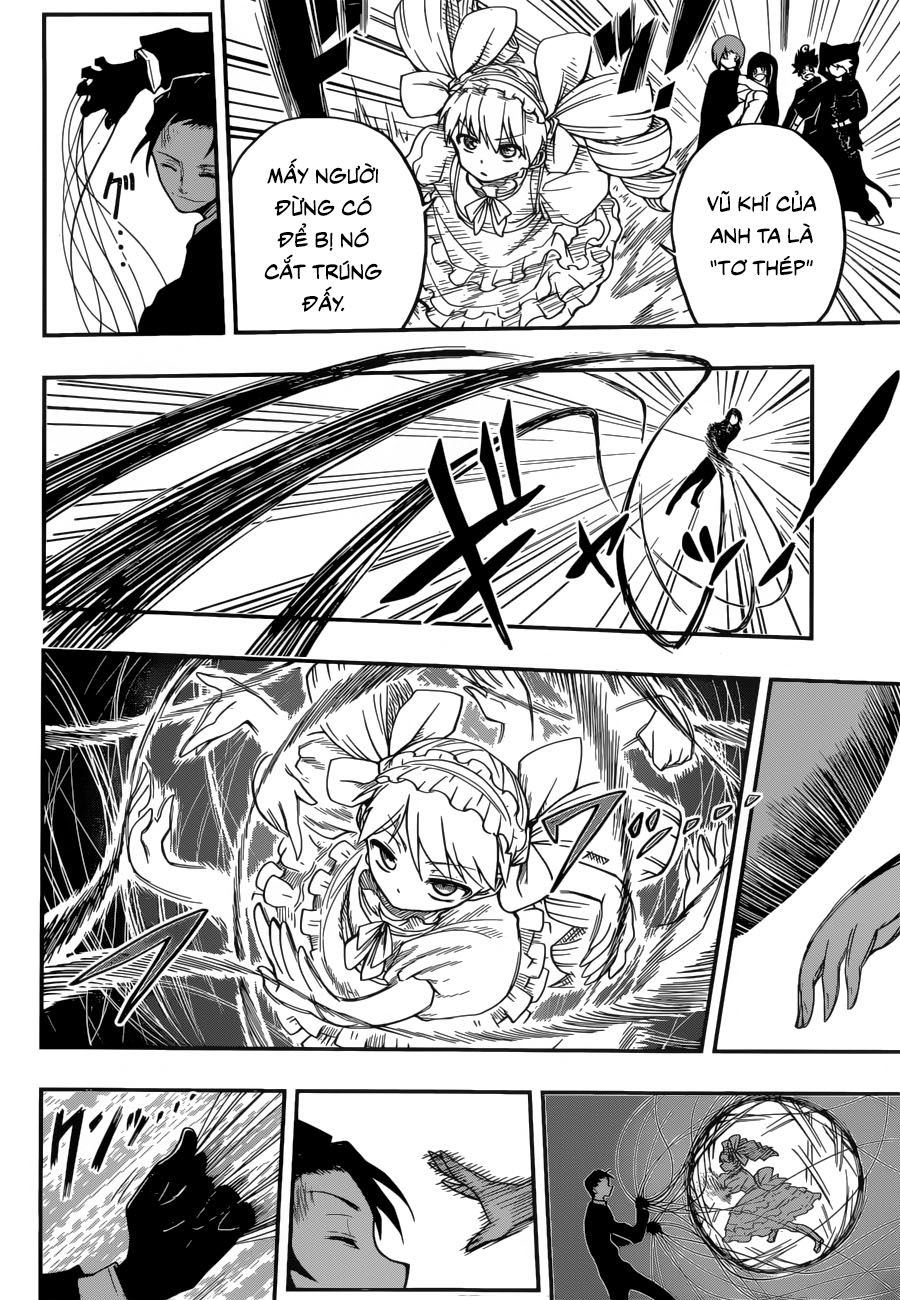 VŨ KHÍ CỦA
ANH TA LÀ
"TƠ THÉP"
MẤY NGƯỜI
ĐỪNG CÓ
ĐỂ BỊ NÓ
CẮT TRÚNG
ĐẤY.